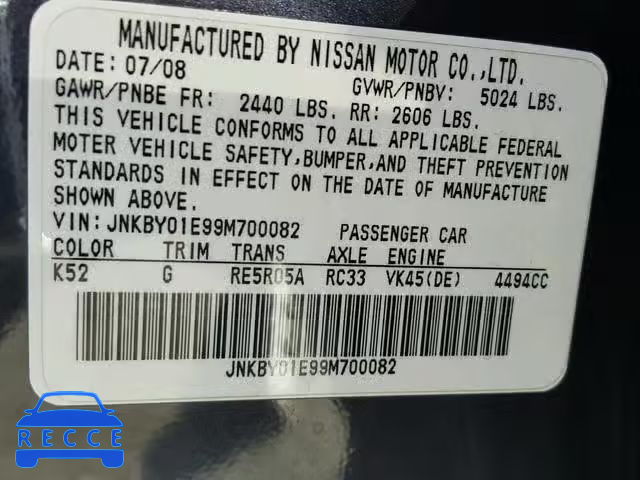 MANUFACTURED BY NISSAN MOTOR CO.,LTD.
DATE: 07/08 GVWR/PNBV: 5024 LBS.
GAWR/PNBE FR: 2440 LBS. RR: 2606 LBS.
THIS VEHICLE CONFORMS TO ALL APPLICABLE FEDERAL
MOTER VEHICLE SAFETY,BUMPER,AND THEFT PREVENTION
STANDARDS IN EFFECT ON THE DATE OF MANUFACTURE
SHOWN ABOVE.
VIN: JNKBY01E99M700082 PASSENGER CAR
COLOR TRIM TRANS AXLE ENGINE
K52 G RE5R05A RC33 VK45(DE) 4494CC
JNKBY01E99M700082
RECCE